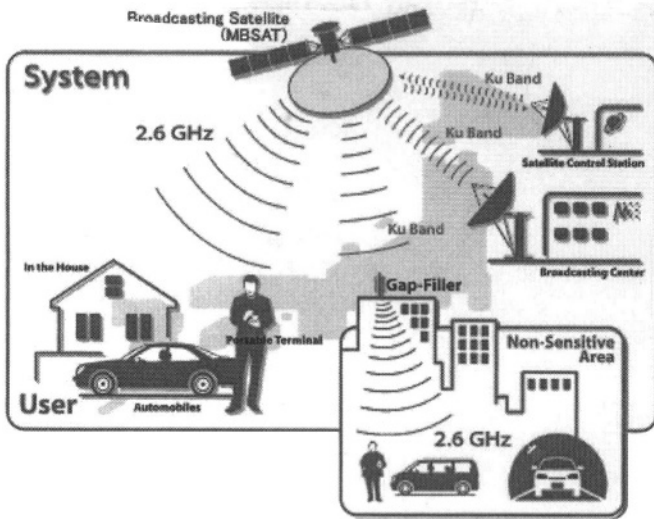 Broadcasting Satellite
(MBSAT)
System
2.6 GHz
Ku Band
Ku Band
Satellite Control Station
Ku Band
Broadcasting Center
In the House
Gap-Filler
Portable Terminal
Non-Sensitive
Area
User
Automobiles
2.6 GHz